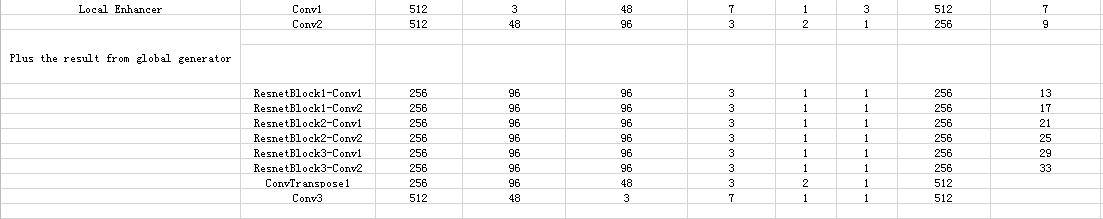 Local Enhancer Conv1 512 3 48 7 1 3 512 7
Conv2 512 48 96 3 2 1 256 9
Plus the result from global generator
ResnetBlock1-Conv1 256 96 96 3 1 1 256 13
ResnetBlock1-Conv2 256 96 96 3 1 1 256 17
ResnetBlock2-Conv1 256 96 96 3 1 1 256 21
ResnetBlock2-Conv2 256 96 96 3 1 1 256 25
ResnetBlock3-Conv1 256 96 96 3 1 1 256 29
ResnetBlock3-Conv2 256 96 96 3 1 1 256 33
ConvTranspose1 256 96 48 3 2 1 512
Conv3 512 48 3 7 1 1 512